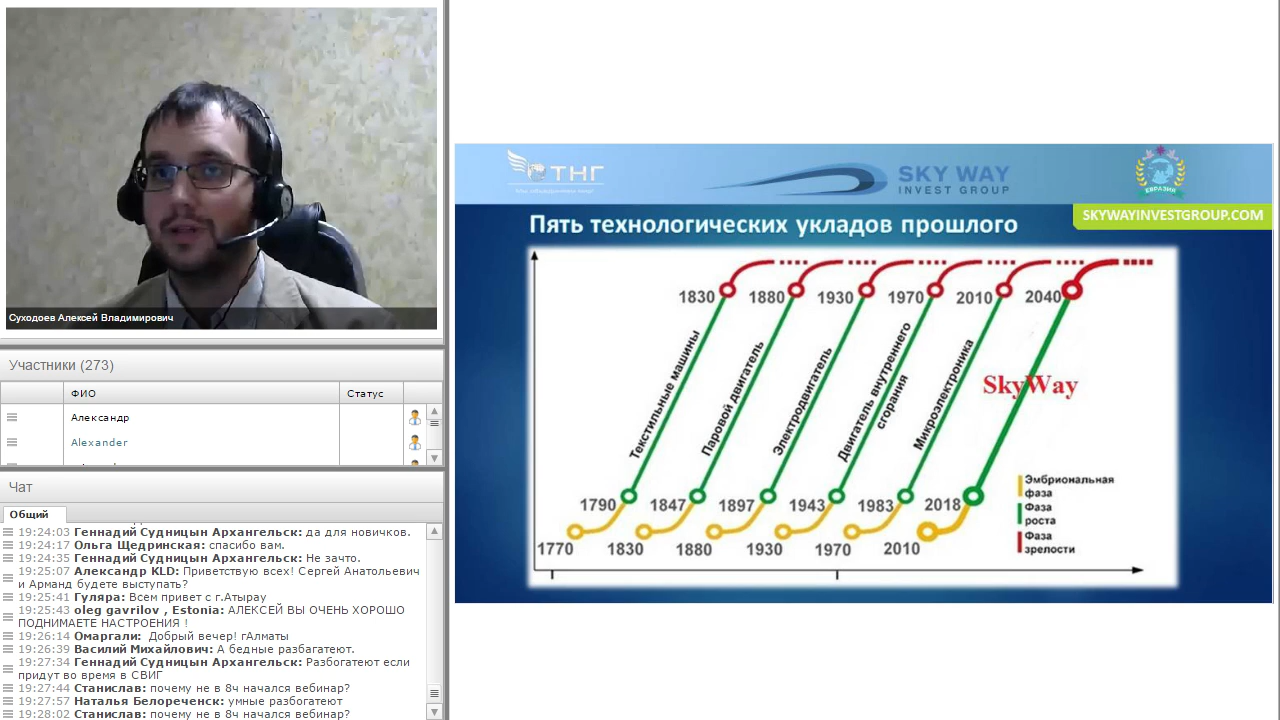 Суходоев Алексей Владимирович
Участники (273)
ФИО
Статус
Александр
Alexander
Чат
Общий
19:24:03 Геннадий Судницын Архангельск: да для новичков.
19:24:17 Ольга Щедринская: спасибо вам.
19:24:35 Геннадий Судницын Архангельск: Не зачто.
19:25:07 Александр KLD: Приветствую всех! Сергей Анатольевич
и Арманд будете выступать?
19:25:41 Гуляра: Всем привет с г.Атырау
19:25:43 oleg gavrilov , Estonia: АЛЕКСЕЙ ВЫ ОЧЕНЬ ХОРОШО
ПОДНИМАЕТЕ НАСТРОЕНИЯ !
19:26:14 Омаргали: Добрый вечер! гАлматы
19:26:39 Василий Михайлович: А бедные разбагатеют.
19:27:34 Геннадий Судницын Архангельск: Разбогатеют если
придут во время в СВИГ
19:27:44 Станислав: почему не в 8ч начался вебинар?
19:27:57 Наталья Белореченск: умные разбогатеют
19:28:02 Станислав: почему не в 8ч начался вебинар?
ТНГ
SKY WAY
INVEST GROUP
ЕВРАЗИЯ
SKYWAYINVESTGROUP.COM
Пять технологических укладов прошлого
1830
1880
1930
1970
2010
2040
Текстильные машины
Паровой двигатель
Электродвигатель
Двигатель внутреннего
сгорания
Микроэлектроника
SkyWay
1790
1847
1897
1943
1983
2018
1770
1830
1880
1930
1970
2010
Эмбриональная
фаза
Фаза
роста
Фаза
зрелости